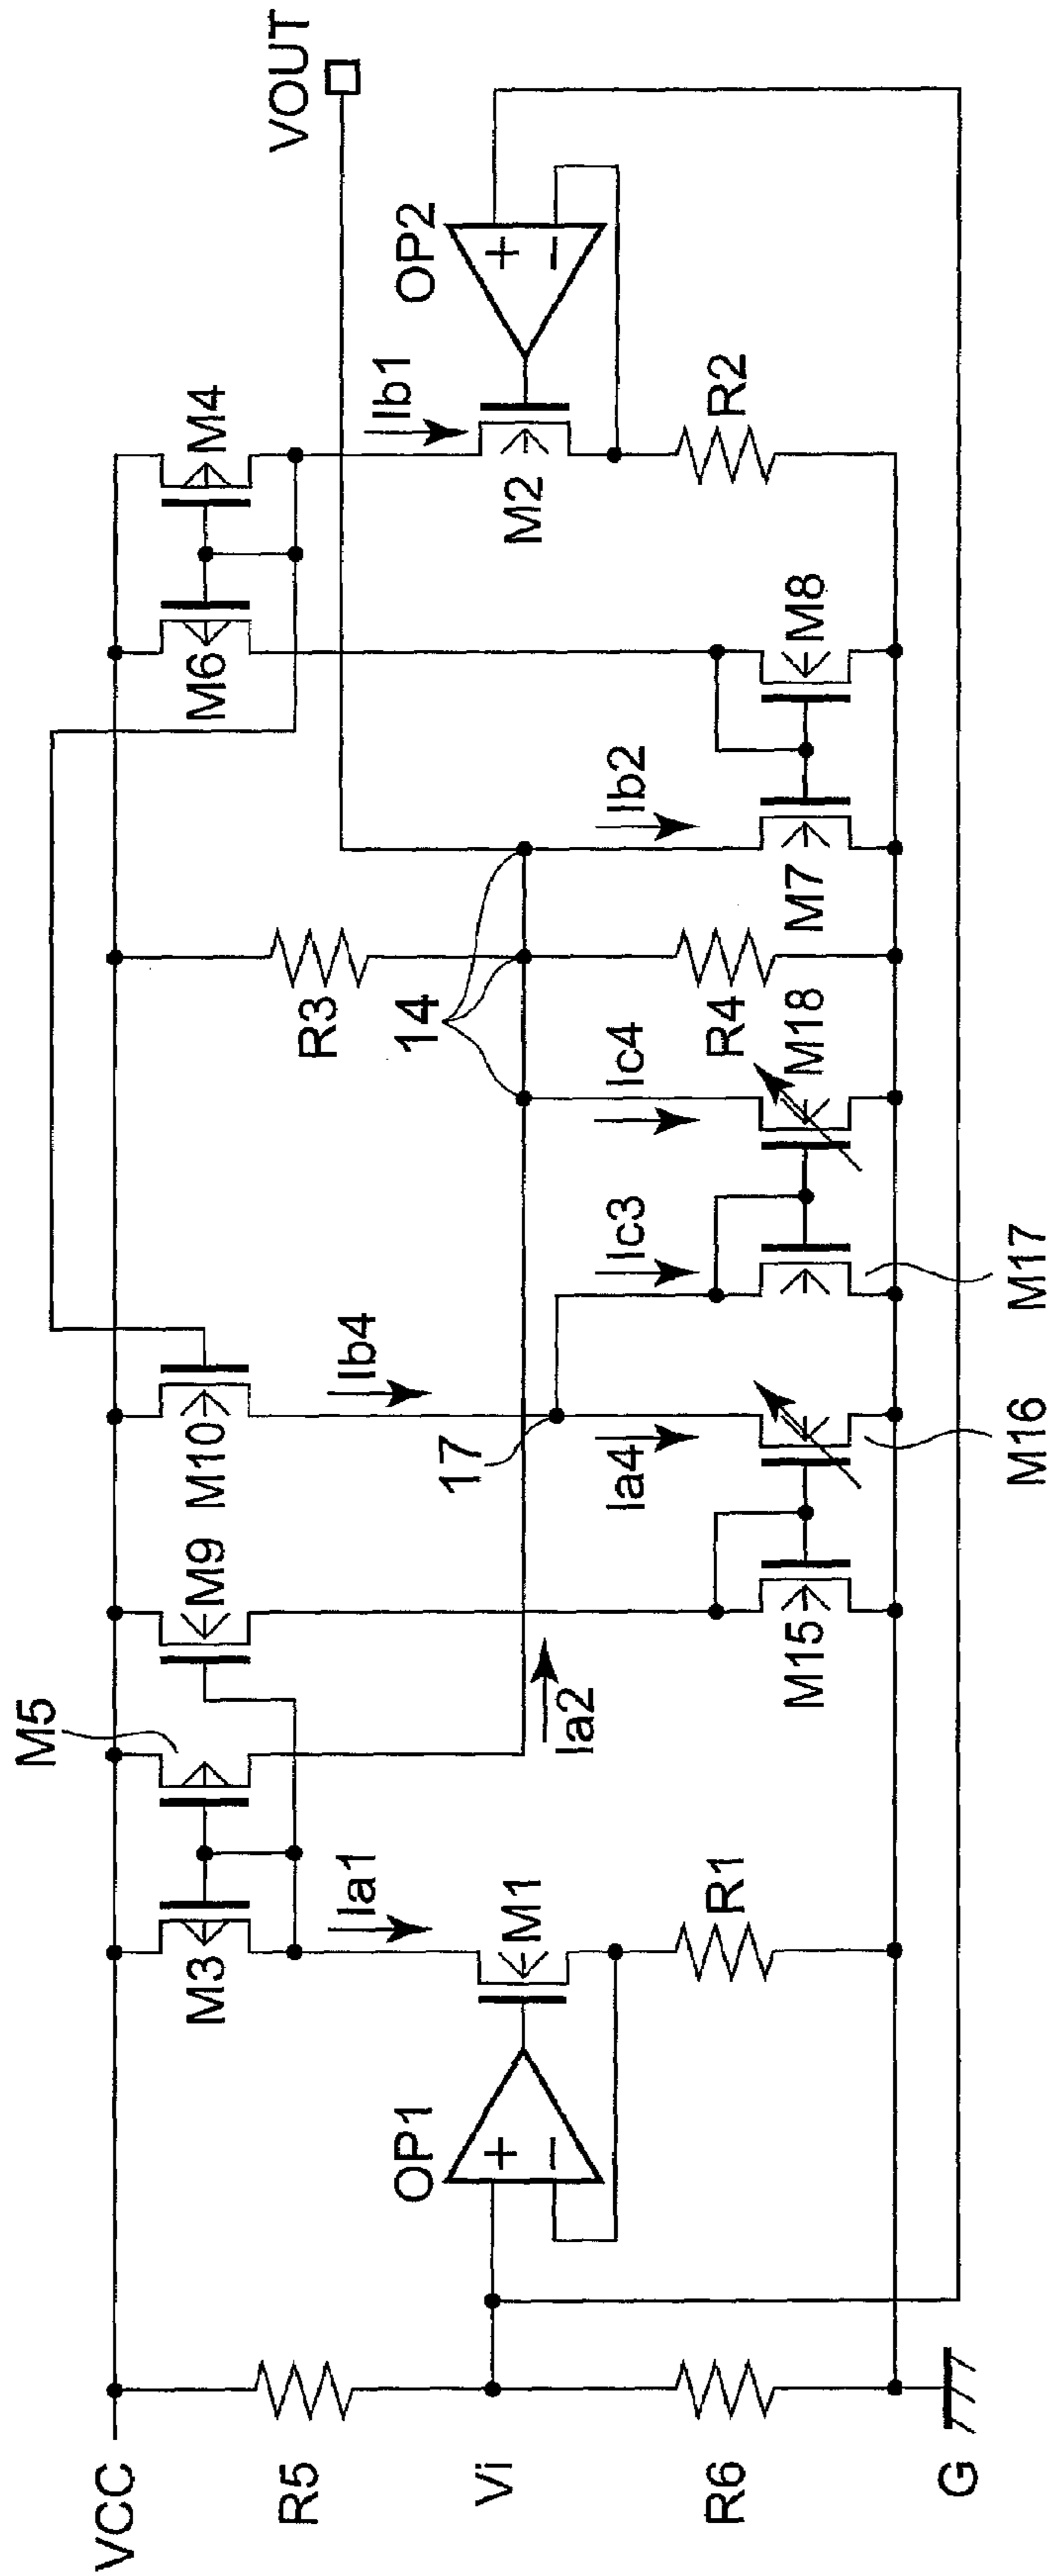 VCC
R5
Vi
R6
G
OP1
+
−
M3
M5
Ia1
M1
R1
Ia2
M9
M10
Ib4
17
Ia4
M15
M16
M17
Ic3
Ic4
M18
14
R3
R4
Ib2
M7
M8
M6
M4
Ib1
M2
R2
OP2
+
−
VOUT